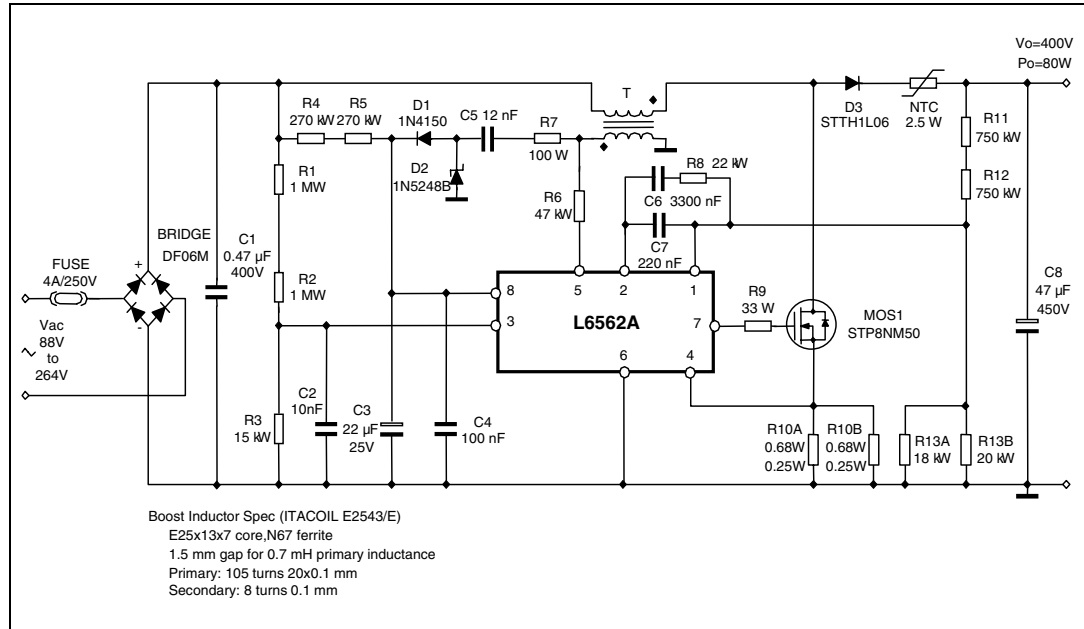 Vo=400V
Po=80W
T
R4
270 kW
R5
270 kW
D1
1N4150
C5 12 nF
R7
100 W
D3
STTH1L06
NTC
2.5 W
R11
750 kW
D2
1N5248B
R8 22 kW
R1
1 MW
R6
47 kW
C6
3300 nF
R12
750 kW
BRIDGE
DF06M
C1
0.47 µF
400V
C7
220 nF
FUSE
4A/250V
+
-
R2
1 MW
8
5
2
1
3
L6562A
7
6
4
R9
33 W
MOS1
STP8NM50
C8
47 µF
450V
Vac
88V
to
264V
R3
15 kW
C2
10nF
C3
22 µF
25V
C4
100 nF
R10A
0.68W
0.25W
R10B
0.68W
0.25W
R13A
18 kW
R13B
20 kW
Boost Inductor Spec (ITACOIL E2543/E)
E25x13x7 core,N67 ferrite
1.5 mm gap for 0.7 mH primary inductance
Primary: 105 turns 20x0.1 mm
Secondary: 8 turns 0.1 mm